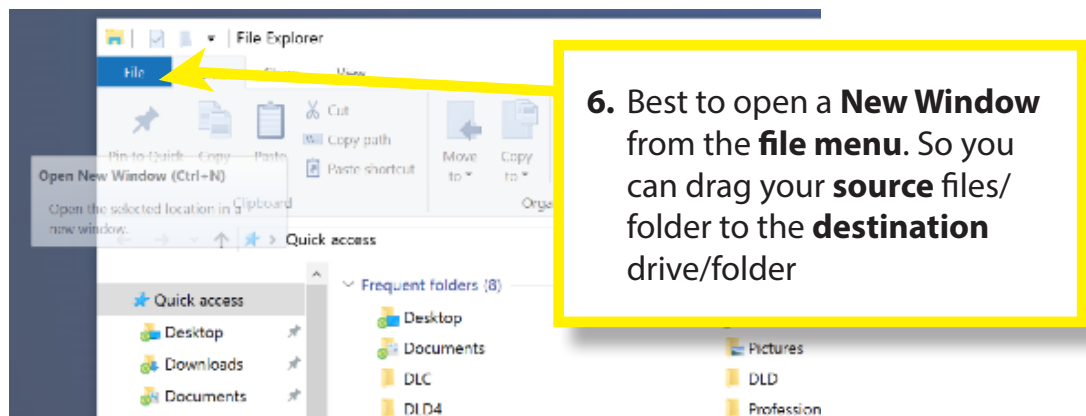 File Explorer
File
View
Cut
Copy path
Paste shortcut
Pin to Quick
Copy
Paste
Move
to
Copy
to
Open New Window (Ctrl+N)
Open the selected location in a
new window.
Clipboard
Orga
Quick access
Quick access
Desktop
Downloads
Documents
Frequent folders (8)
Desktop
Documents
Pictures
DLC
DLD
DLD4
Profession
6. Best to open a New Window
from the file menu. So you
can drag your source files/
folder to the destination
drive/folder